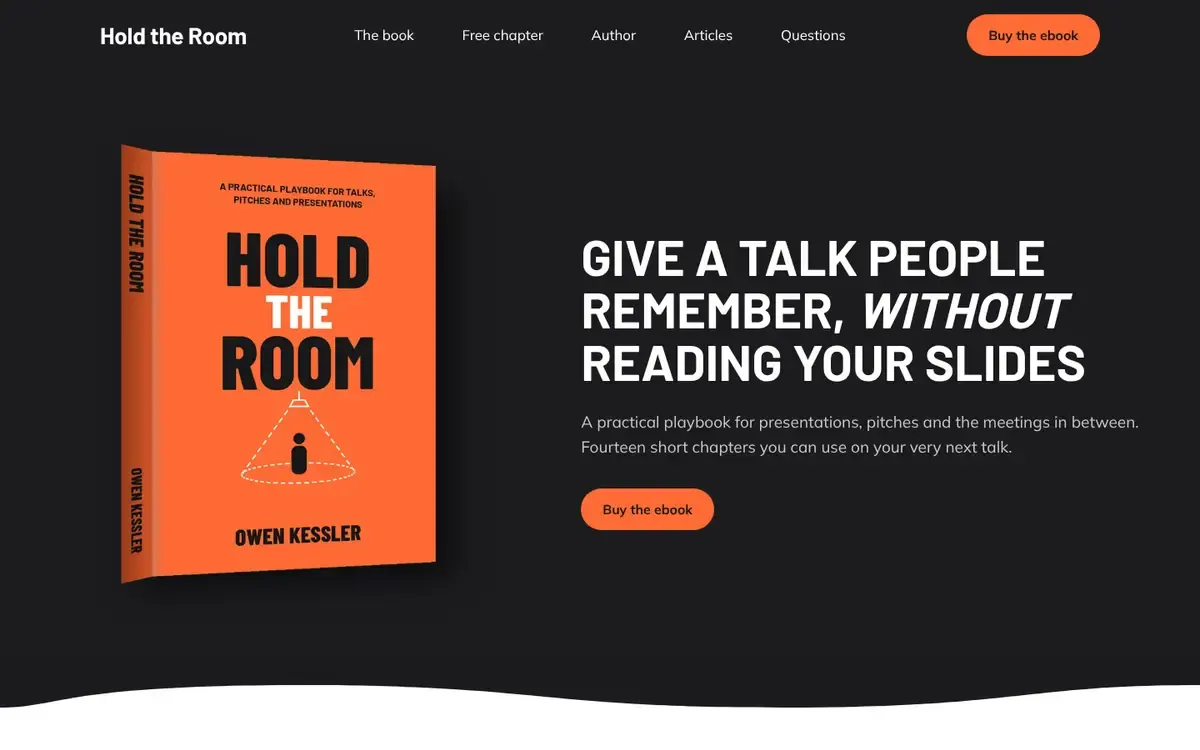 Hold the Room
The book
Free chapter
Author
Articles
Questions
Buy the ebook
HOLD THE ROOM
OWEN KESSLER
A PRACTICAL PLAYBOOK FOR TALKS,
PITCHES AND PRESENTATIONS
HOLD
THE
ROOM
OWEN KESSLER
GIVE A TALK PEOPLE
REMEMBER, WITHOUT
READING YOUR SLIDES
A practical playbook for presentations, pitches and the meetings in between.
Fourteen short chapters you can use on your very next talk.
Buy the ebook